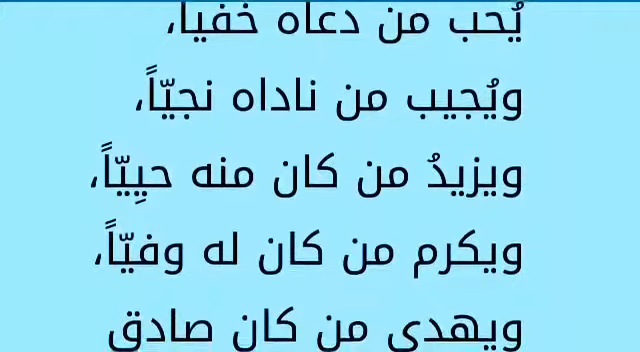 يُحب من دعاه خفيا،
ويُجيب من ناداه نجيّاً،
ويزيدُ من كان منه حيِيّاً،
ويكرم من كان له وفيّاً،
ويهدي من كان صادق